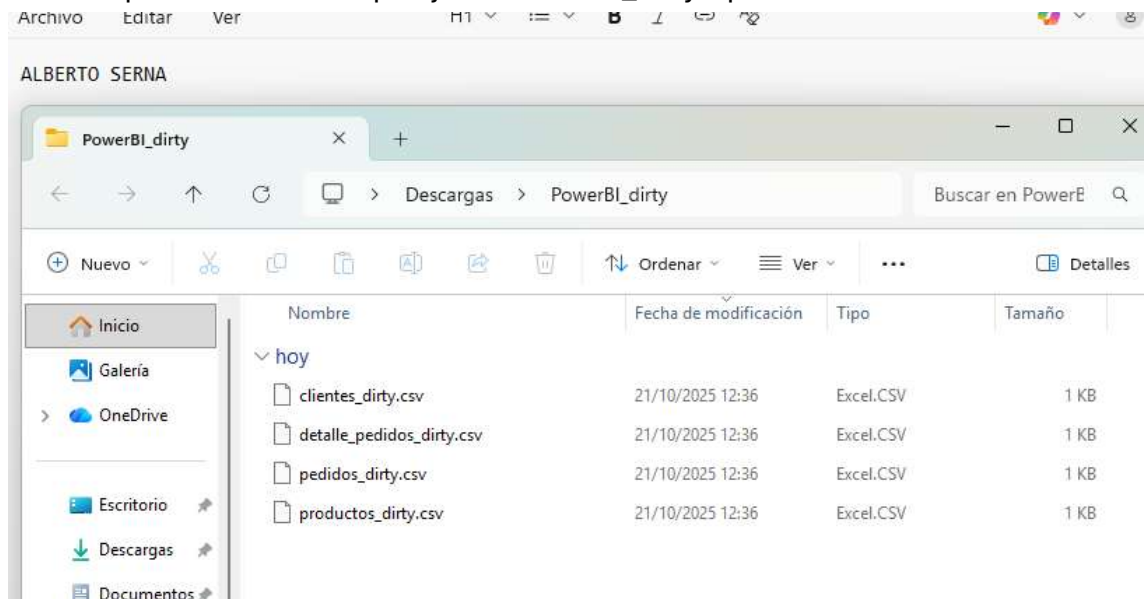 Archivo Editar Ver H1 B I
ALBERTO SERNA
PowerBI_dirty
Descargas > PowerBI_dirty Buscar en PowerE
Nuevo Ordenar Ver ... Detalles
Nombre Fecha de modificación Tipo Tamaño
Inicio
hoy
Galería
clientes_dirty.csv 21/10/2025 12:36 Excel.CSV 1 KB
OneDrive
detalle_pedidos_dirty.csv 21/10/2025 12:36 Excel.CSV 1 KB
pedidos_dirty.csv 21/10/2025 12:36 Excel.CSV 1 KB
Escritorio
productos_dirty.csv 21/10/2025 12:36 Excel.CSV 1 KB
Descargas
Documentos